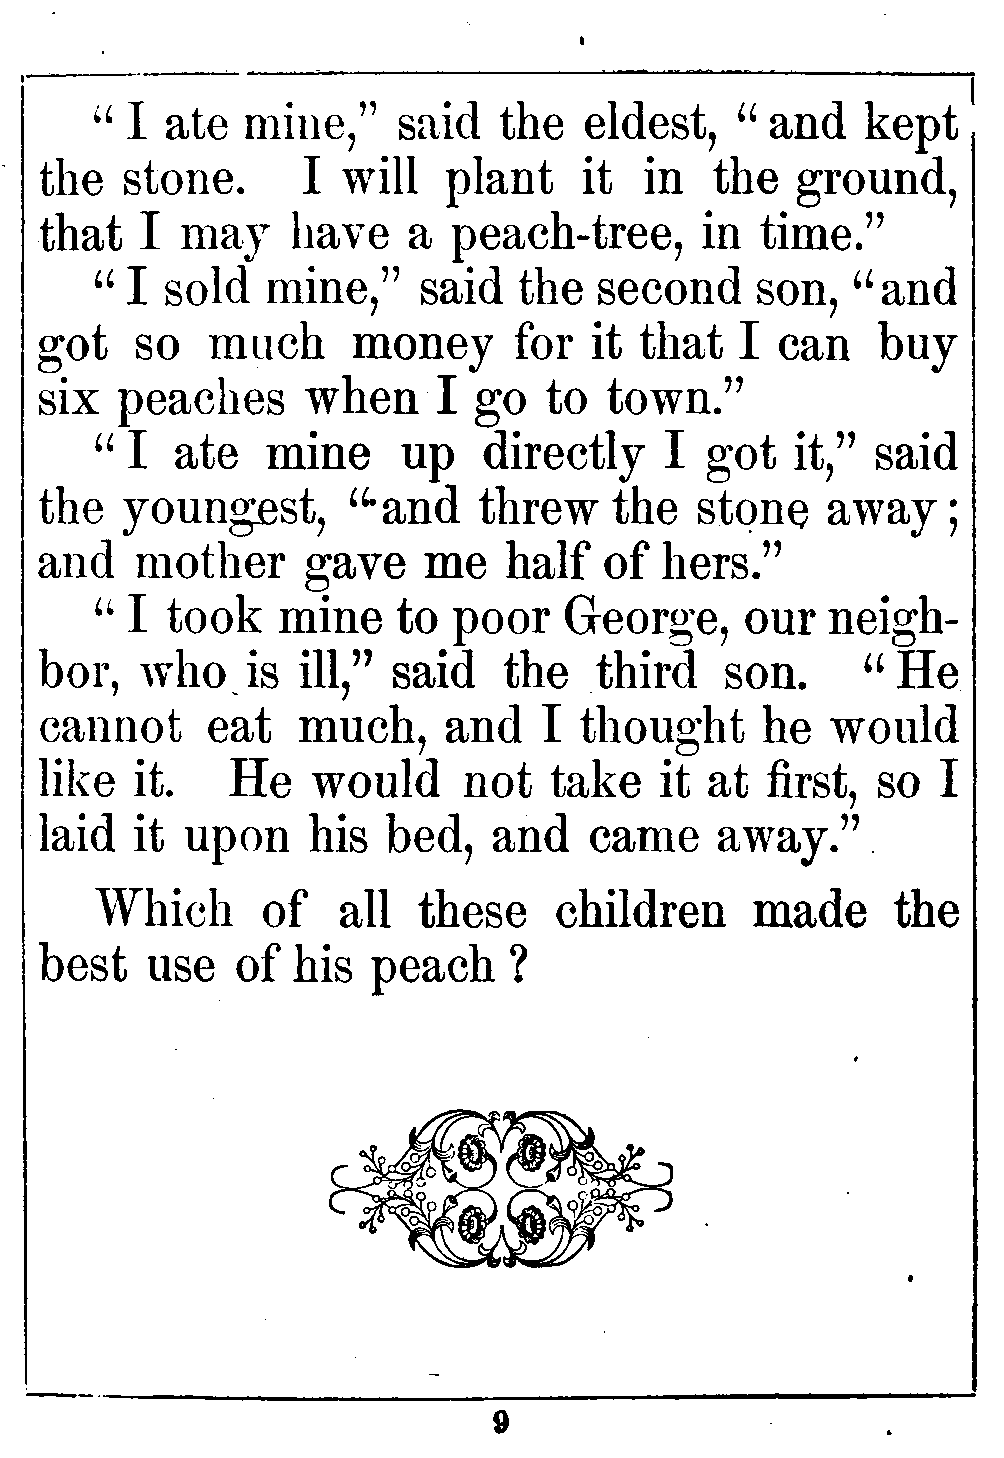 “ I ate mine,” said the eldest, “ and kept
the stone. I will plant it in the ground,
that I may have a peach-tree, in time.”
“ I sold mine,” said the second son, “and
got so much money for it that I can buy
six peaches when I go to town.”
“ I ate mine up directly I got it,” said
the youngest, “and threw the stone away;
and mother gave me half of hers.”
“ I took mine to poor George, our neigh-
bor, who is ill,” said the third son. “ He
cannot eat much, and I thought he would
like it. He would not take it at first, so I
laid it upon his bed, and came away.”
Which of all these children made the
best use of his peach ?
9